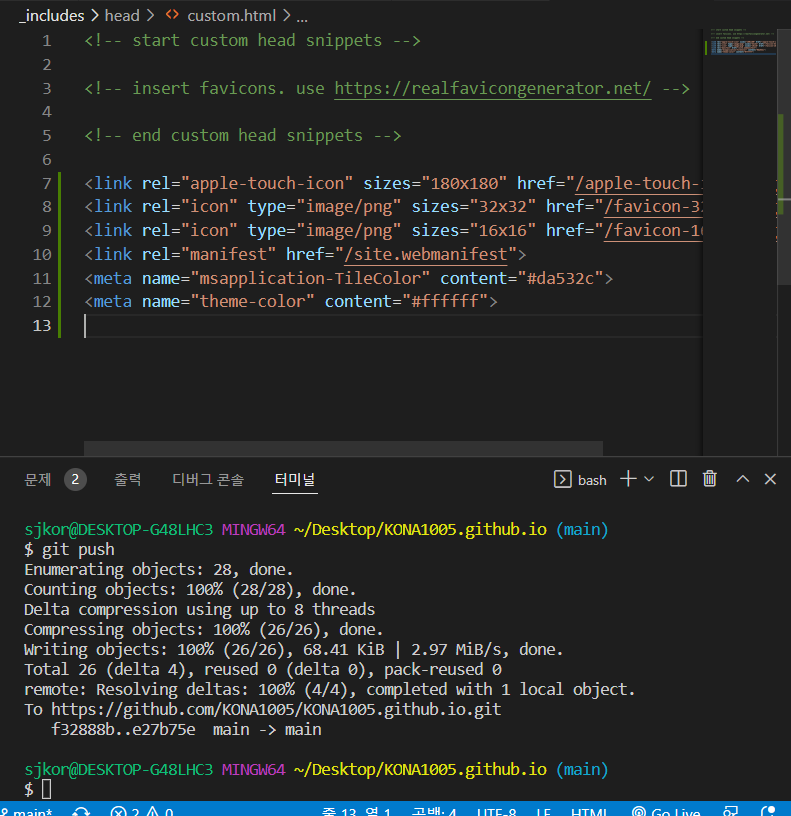 _includes > head > <> custom.html > ...
1 <!-- start custom head snippets -->
2
3 <!-- insert favicons. use https://realfavicongenerator.net/ -->
4
5 <!-- end custom head snippets -->
6
7 <link rel="apple-touch-icon" sizes="180x180" href="/apple-touch-
8 <link rel="icon" type="image/png" sizes="32x32" href="/favicon-32
9 <link rel="icon" type="image/png" sizes="16x16" href="/favicon-16
10 <link rel="manifest" href="/site.webmanifest">
11 <meta name="msapplication-TileColor" content="#da532c">
12 <meta name="theme-color" content="#ffffff">
13
문제 2 출력 디버그 콘솔 터미널 bash
sjkor@DESKTOP-G48LHC3 MINGW64 ~/Desktop/KONA1005.github.io (main)
$ git push
Enumerating objects: 28, done.
Counting objects: 100% (28/28), done.
Delta compression using up to 8 threads
Compressing objects: 100% (26/26), done.
Writing objects: 100% (26/26), 68.41 KiB | 2.97 MiB/s, done.
Total 26 (delta 4), reused 0 (delta 0), pack-reused 0
remote: Resolving deltas: 100% (4/4), completed with 1 local object.
To https://github.com/KONA1005/KONA1005.github.io.git
f32888b..e27b75e main -> main
sjkor@DESKTOP-G48LHC3 MINGW64 ~/Desktop/KONA1005.github.io (main)
$
main* 2 0 줄 13, 열 1 공백: 4 UTF-8 LF HTML Go Live